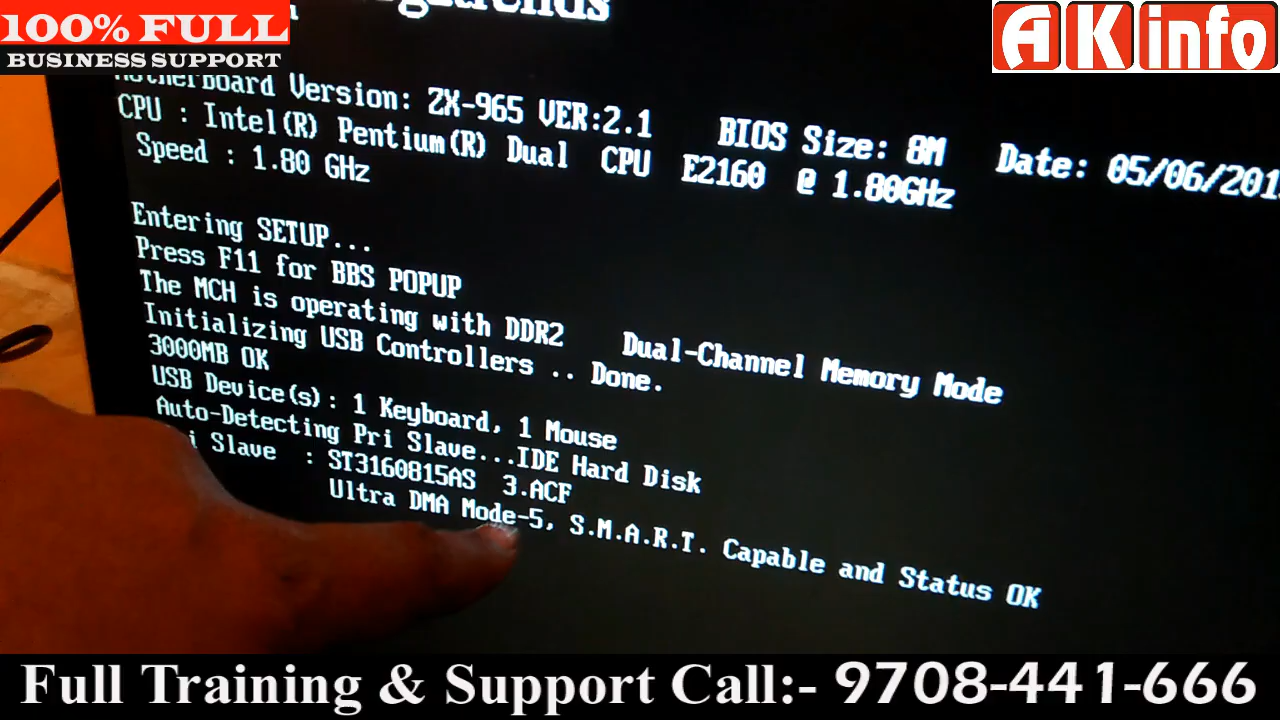 100% FULL
BUSINESS SUPPORT
AKinfo
Motherboard Version: ZX-965 VER:2.1 BIOS Size: 8M Date: 05/06/201
CPU : Intel(R) Pentium(R) Dual CPU E2160 @ 1.80GHz
Speed : 1.80 GHz
Entering SETUP...
Press F11 for BBS POPUP
The MCH is operating with DDR2 Dual-Channel Memory Mode
Initializing USB Controllers .. Done.
3000MB OK
USB Device(s): 1 Keyboard, 1 Mouse
Auto-Detecting Pri Slave...IDE Hard Disk
i Slave : ST3160815AS 3.ACF
Ultra DMA Mode-5, S.M.A.R.T. Capable and Status OK
Full Training & Support Call:- 9708-441-666